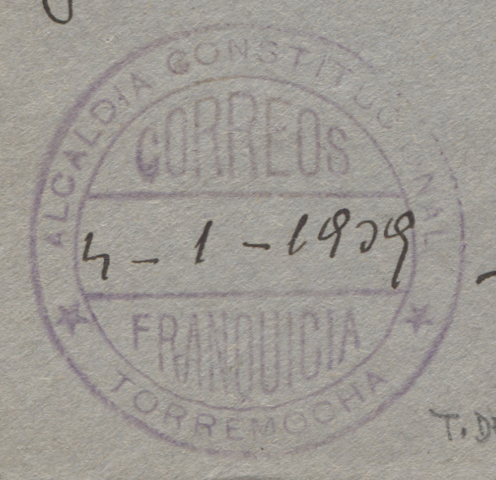 ALCALDIA CONSTITUCIONAL
CORREOS
4 - 1 - 1939
FRANQUICIA
TORREMOCHA